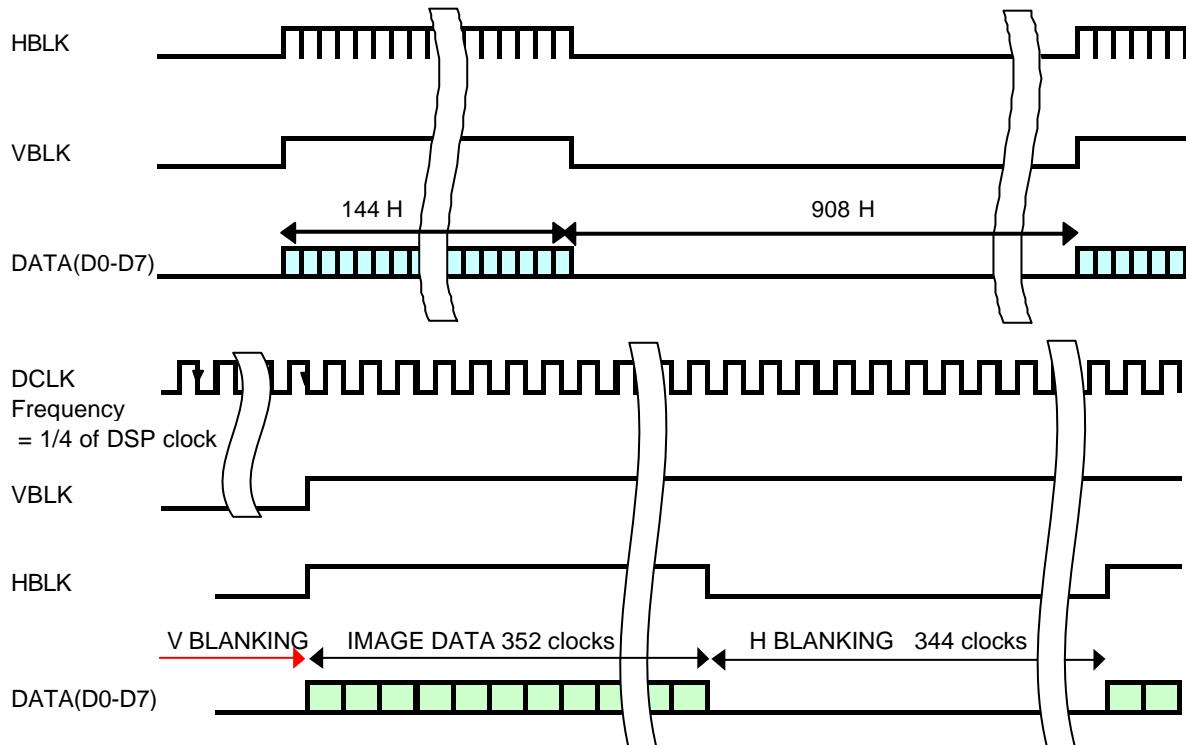 HBLK
VBLK
144 H
908 H
DATA(D0-D7)
DCLK
Frequency
= 1/4 of DSP clock
VBLK
HBLK
V BLANKING
IMAGE DATA 352 clocks
H BLANKING 344 clocks
DATA(D0-D7)